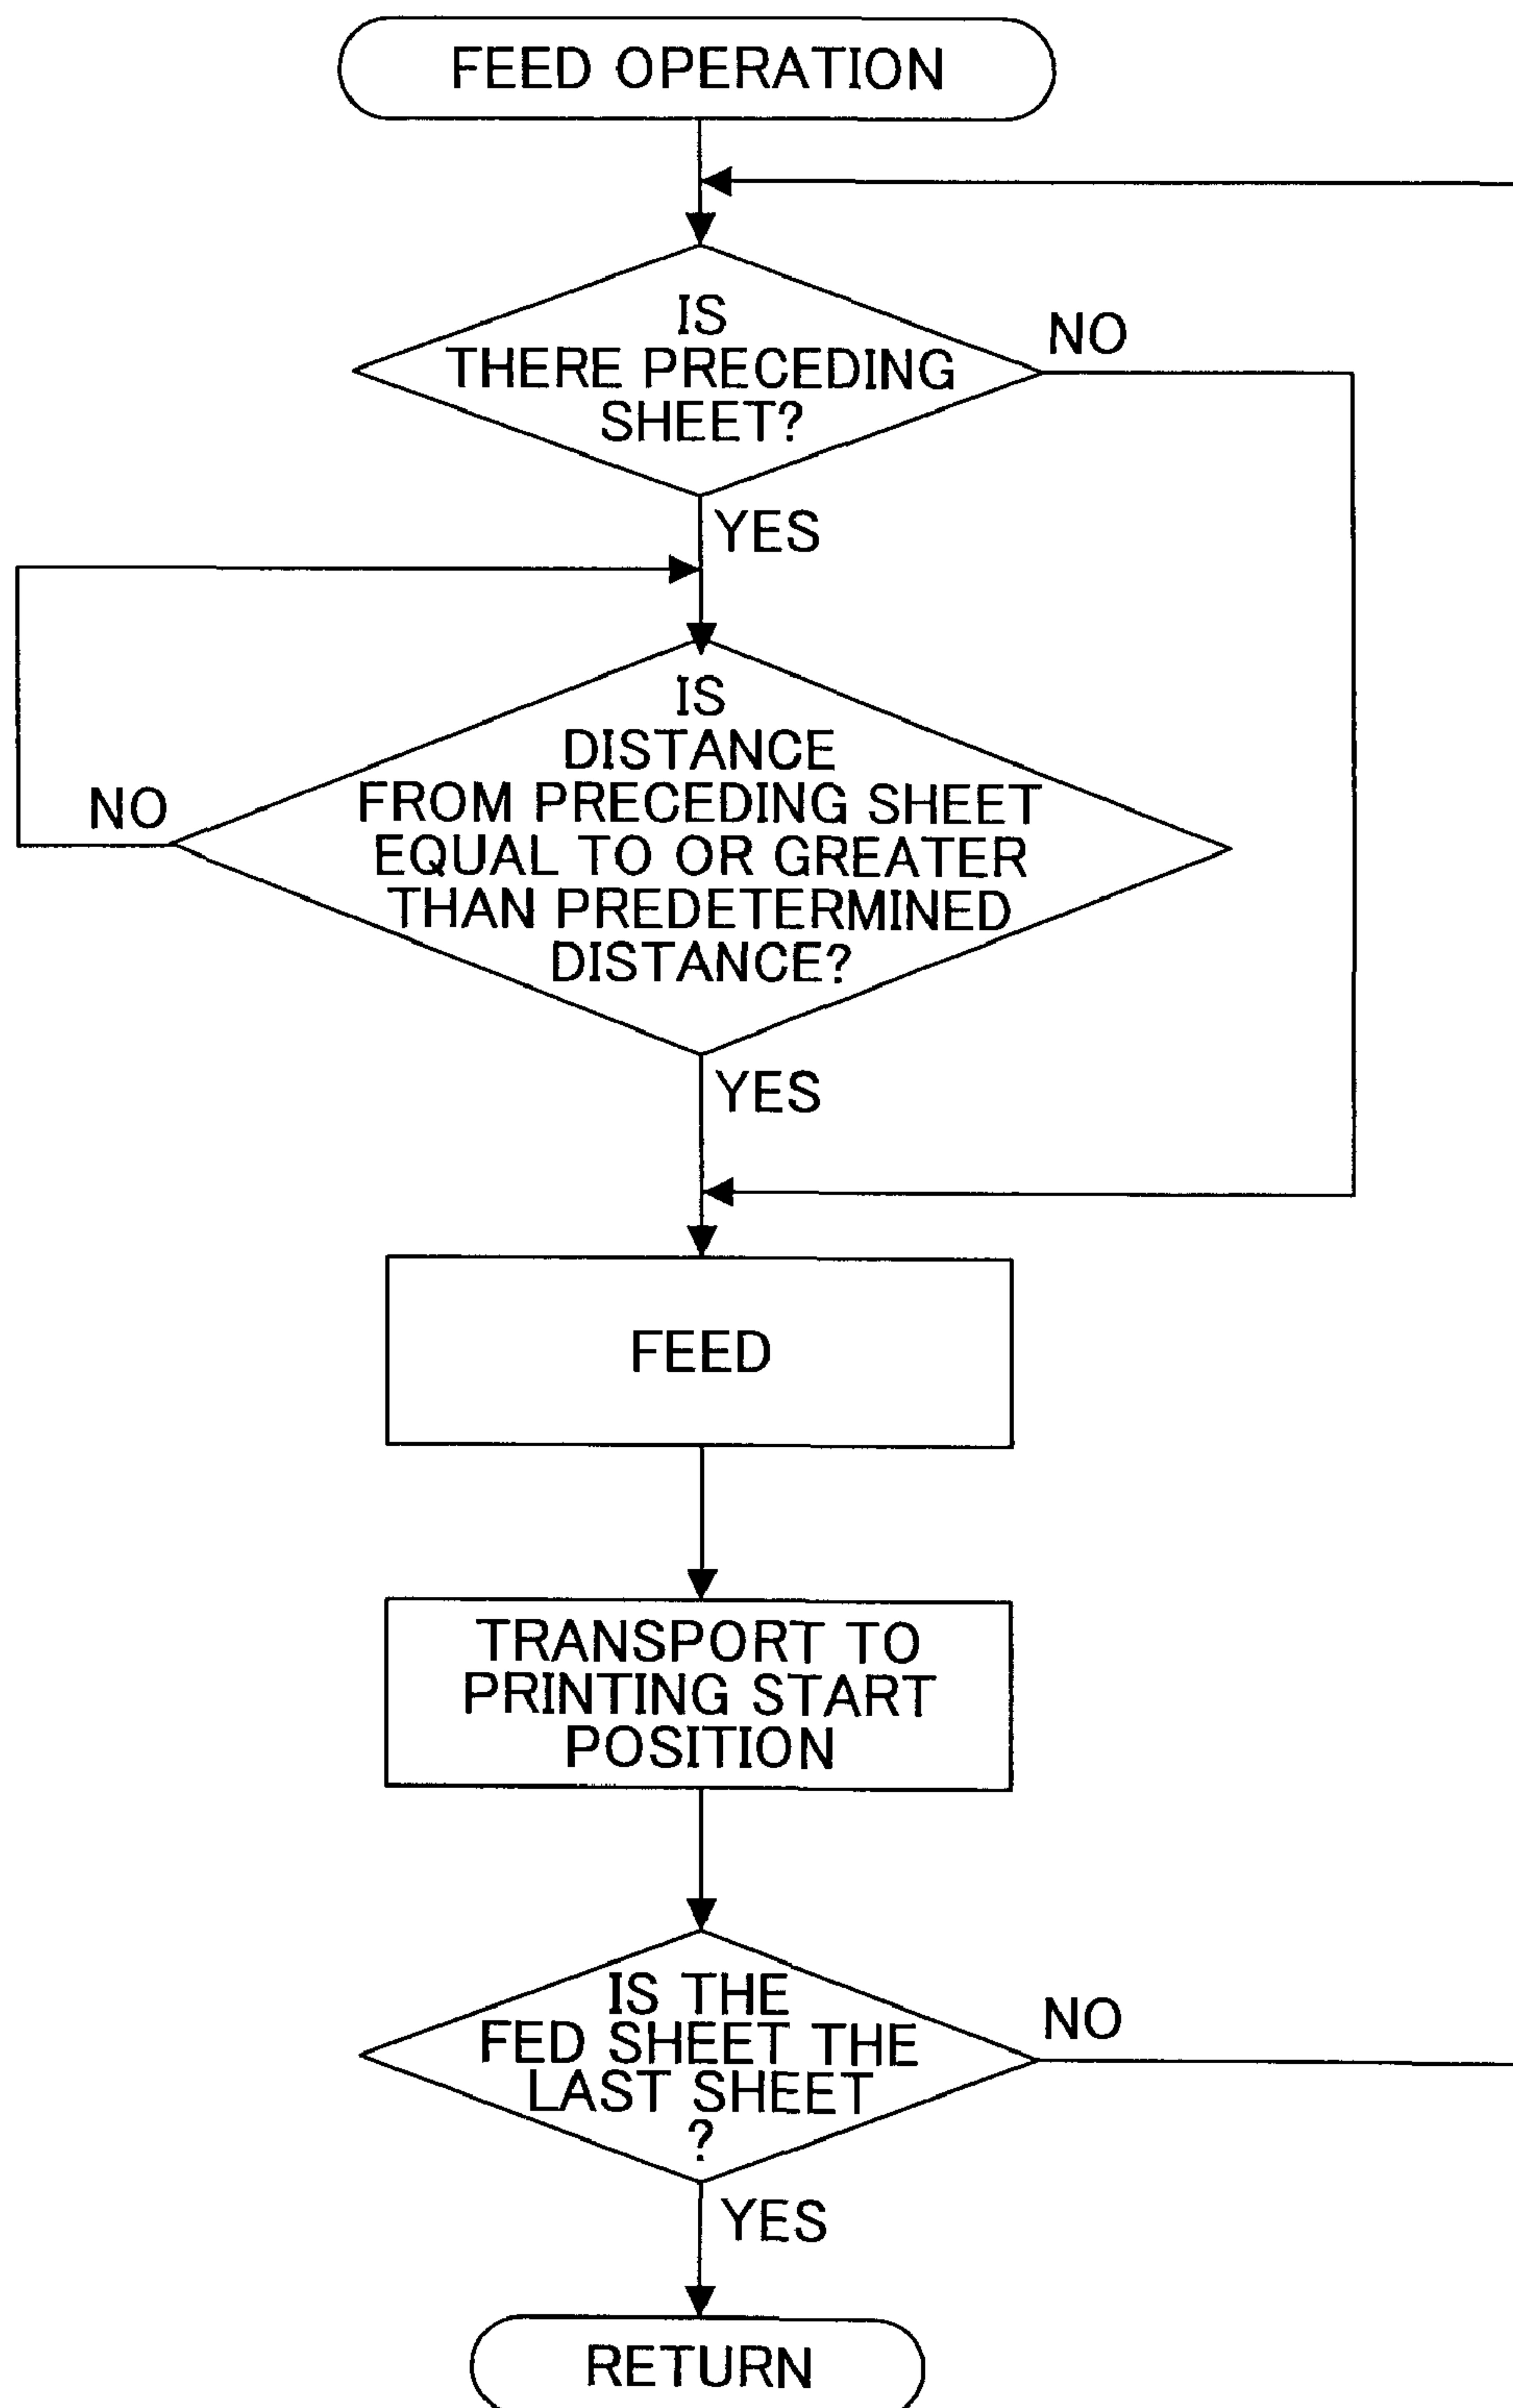 FEED OPERATION
IS
THERE PRECEDING
SHEET?
NO
YES
IS
DISTANCE
FROM PRECEDING SHEET
EQUAL TO OR GREATER
THAN PREDETERMINED
DISTANCE?
NO
YES
FEED
TRANSPORT TO
PRINTING START
POSITION
IS THE
FED SHEET THE
LAST SHEET
?
NO
YES
RETURN